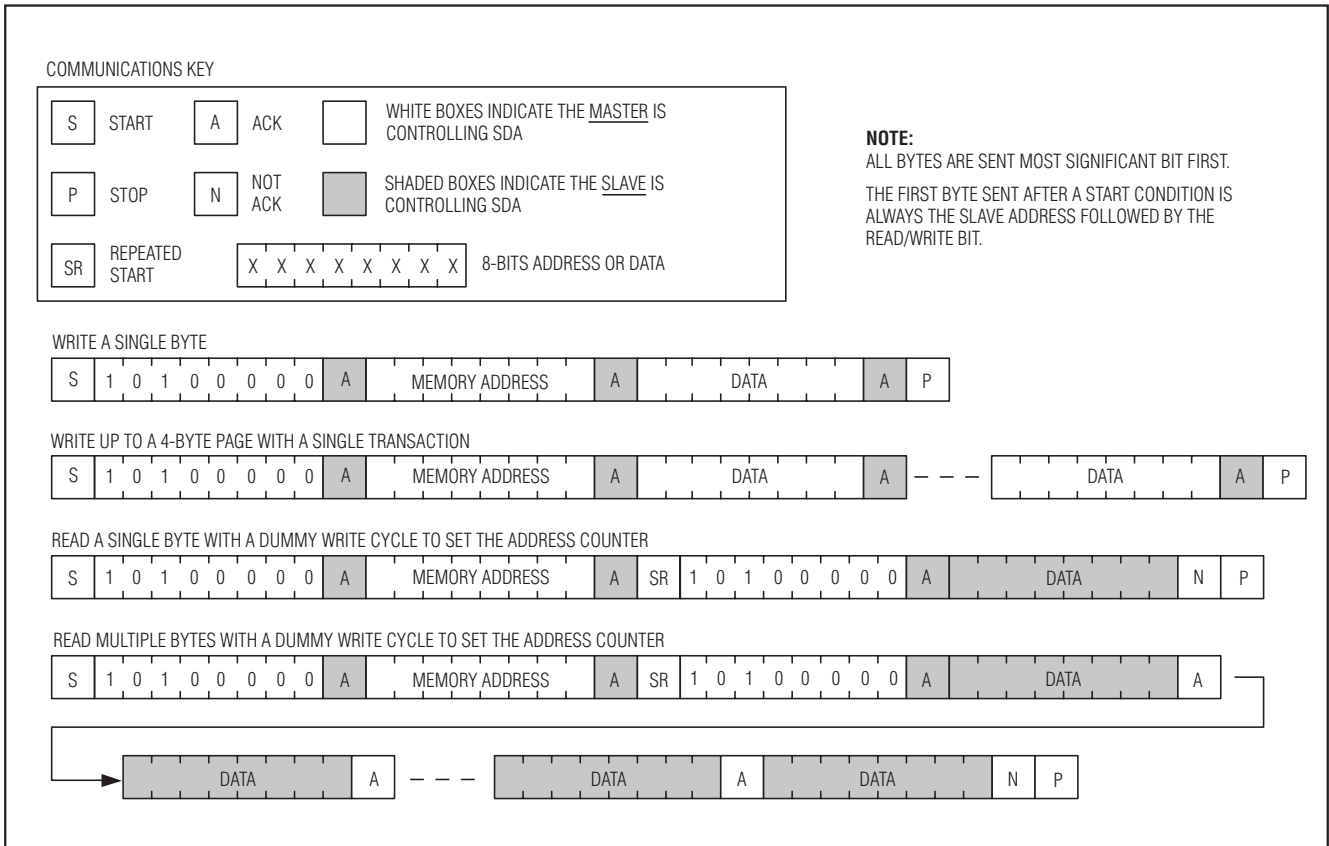 COMMUNICATIONS KEY
S START A ACK WHITE BOXES INDICATE THE MASTER IS
CONTROLLING SDA
P STOP N NOT
ACK SHADED BOXES INDICATE THE SLAVE IS
CONTROLLING SDA
SR REPEATED
START X X X X X X X X 8-BITS ADDRESS OR DATA
NOTE:
ALL BYTES ARE SENT MOST SIGNIFICANT BIT FIRST.
THE FIRST BYTE SENT AFTER A START CONDITION IS
ALWAYS THE SLAVE ADDRESS FOLLOWED BY THE
READ/WRITE BIT.
WRITE A SINGLE BYTE
S 1 0 1 0 0 0 0 0 A MEMORY ADDRESS A DATA A P
WRITE UP TO A 4-BYTE PAGE WITH A SINGLE TRANSACTION
S 1 0 1 0 0 0 0 0 A MEMORY ADDRESS A DATA A DATA A P
READ A SINGLE BYTE WITH A DUMMY WRITE CYCLE TO SET THE ADDRESS COUNTER
S 1 0 1 0 0 0 0 0 A MEMORY ADDRESS A SR 1 0 1 0 0 0 0 0 A DATA N P
READ MULTIPLE BYTES WITH A DUMMY WRITE CYCLE TO SET THE ADDRESS COUNTER
S 1 0 1 0 0 0 0 0 A MEMORY ADDRESS A SR 1 0 1 0 0 0 0 0 A DATA A
DATA A DATA A DATA N P